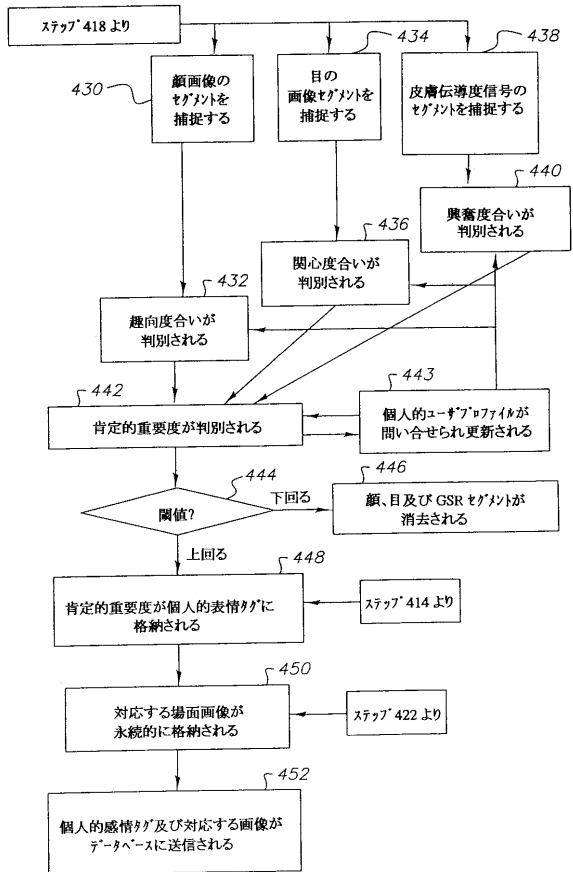 ステップ418より
430
顔画像の
セグメントを
捕捉する
434
目の
画像セグメントを
捕捉する
438
皮膚伝導度信号の
セグメントを捕捉する
440
興奮度合いが
判別される
436
関心度合いが
判別される
432
趣向度合いが
判別される
442
肯定的重要度が判別される
443
個人的ユーザプロファイルが
問い合せられ更新される
444
閾値?
下回る
上回る
446
顔、目及びGSRセグメントが
消去される
448
肯定的重要度が個人的表情タグに
格納される
ステップ414より
450
対応する場面画像が
永続的に格納される
ステップ422より
452
個人的感情タグ及び対応する画像が
データベースに送信される